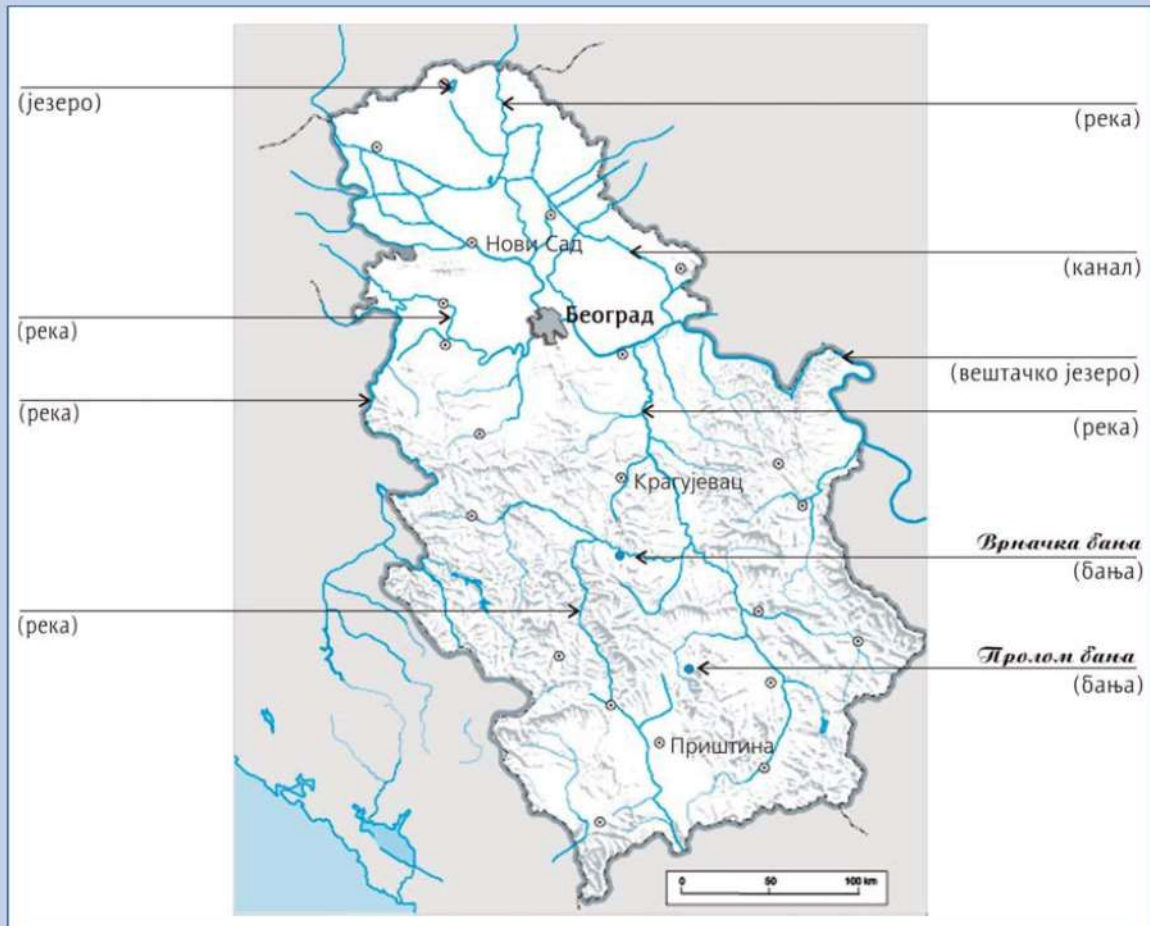 (језеро)
(река)
Нови Сад
(канал)
Београд
(река)
(вештачко језеро)
(река)
(река)
Крагујевац
Врњачка бања
(бања)
(река)
Пролом бања
(бања)
Приштина
0 50 100 km